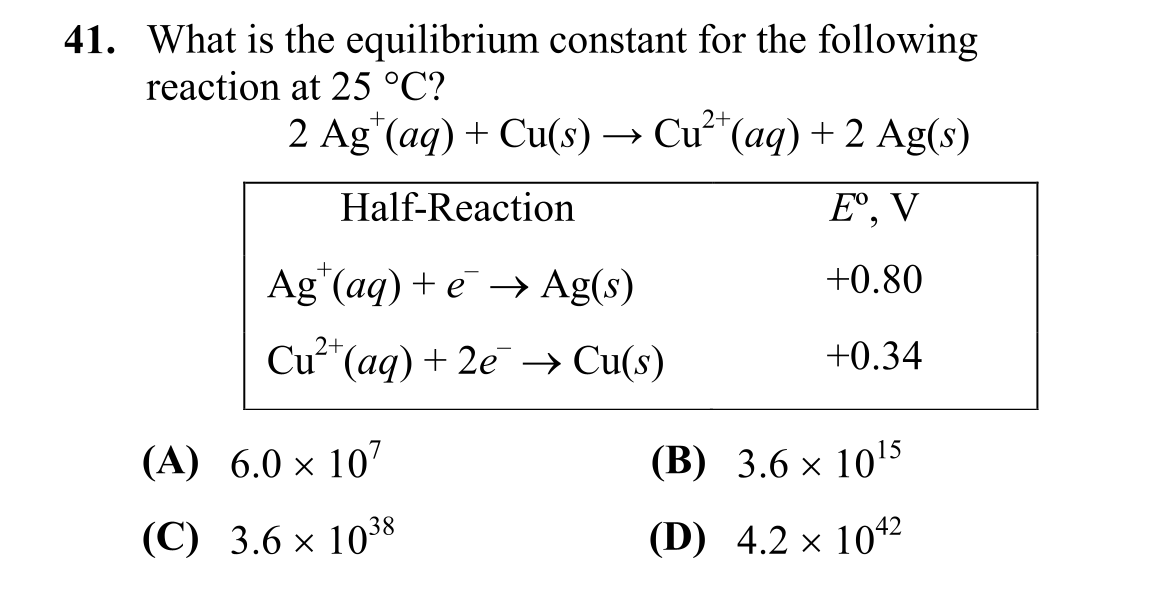 41. What is the equilibrium constant for the following
reaction at 25 °C?
2 Ag⁺(aq) + Cu(s) → Cu²⁺(aq) + 2 Ag(s)
Half-Reaction E⁰, V
Ag⁺(aq) + e⁻ → Ag(s) +0.80
Cu²⁺(aq) + 2e⁻ → Cu(s) +0.34
(A) 6.0 × 10⁷ (B) 3.6 × 10¹⁵
(C) 3.6 × 10³⁸ (D) 4.2 × 10⁴²